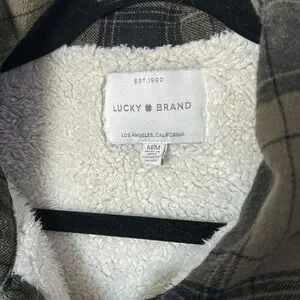 EST.1990
LUCKY BRAND
LOS ANGELES, CALIFORNIA
M/M